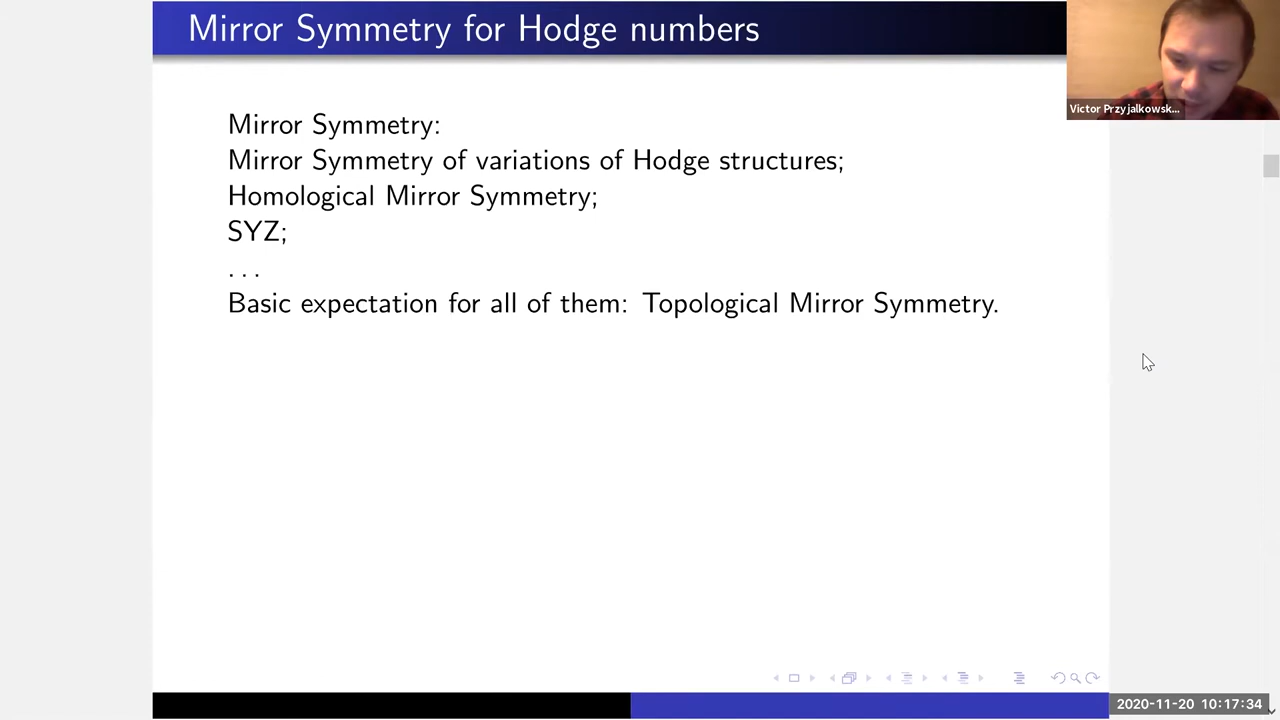 Mirror Symmetry for Hodge numbers
Victor Przyjalkowsk...
Mirror Symmetry:
Mirror Symmetry of variations of Hodge structures;
Homological Mirror Symmetry;
SYZ;
...
Basic expectation for all of them: Topological Mirror Symmetry.
2020-11-20 10:17:34